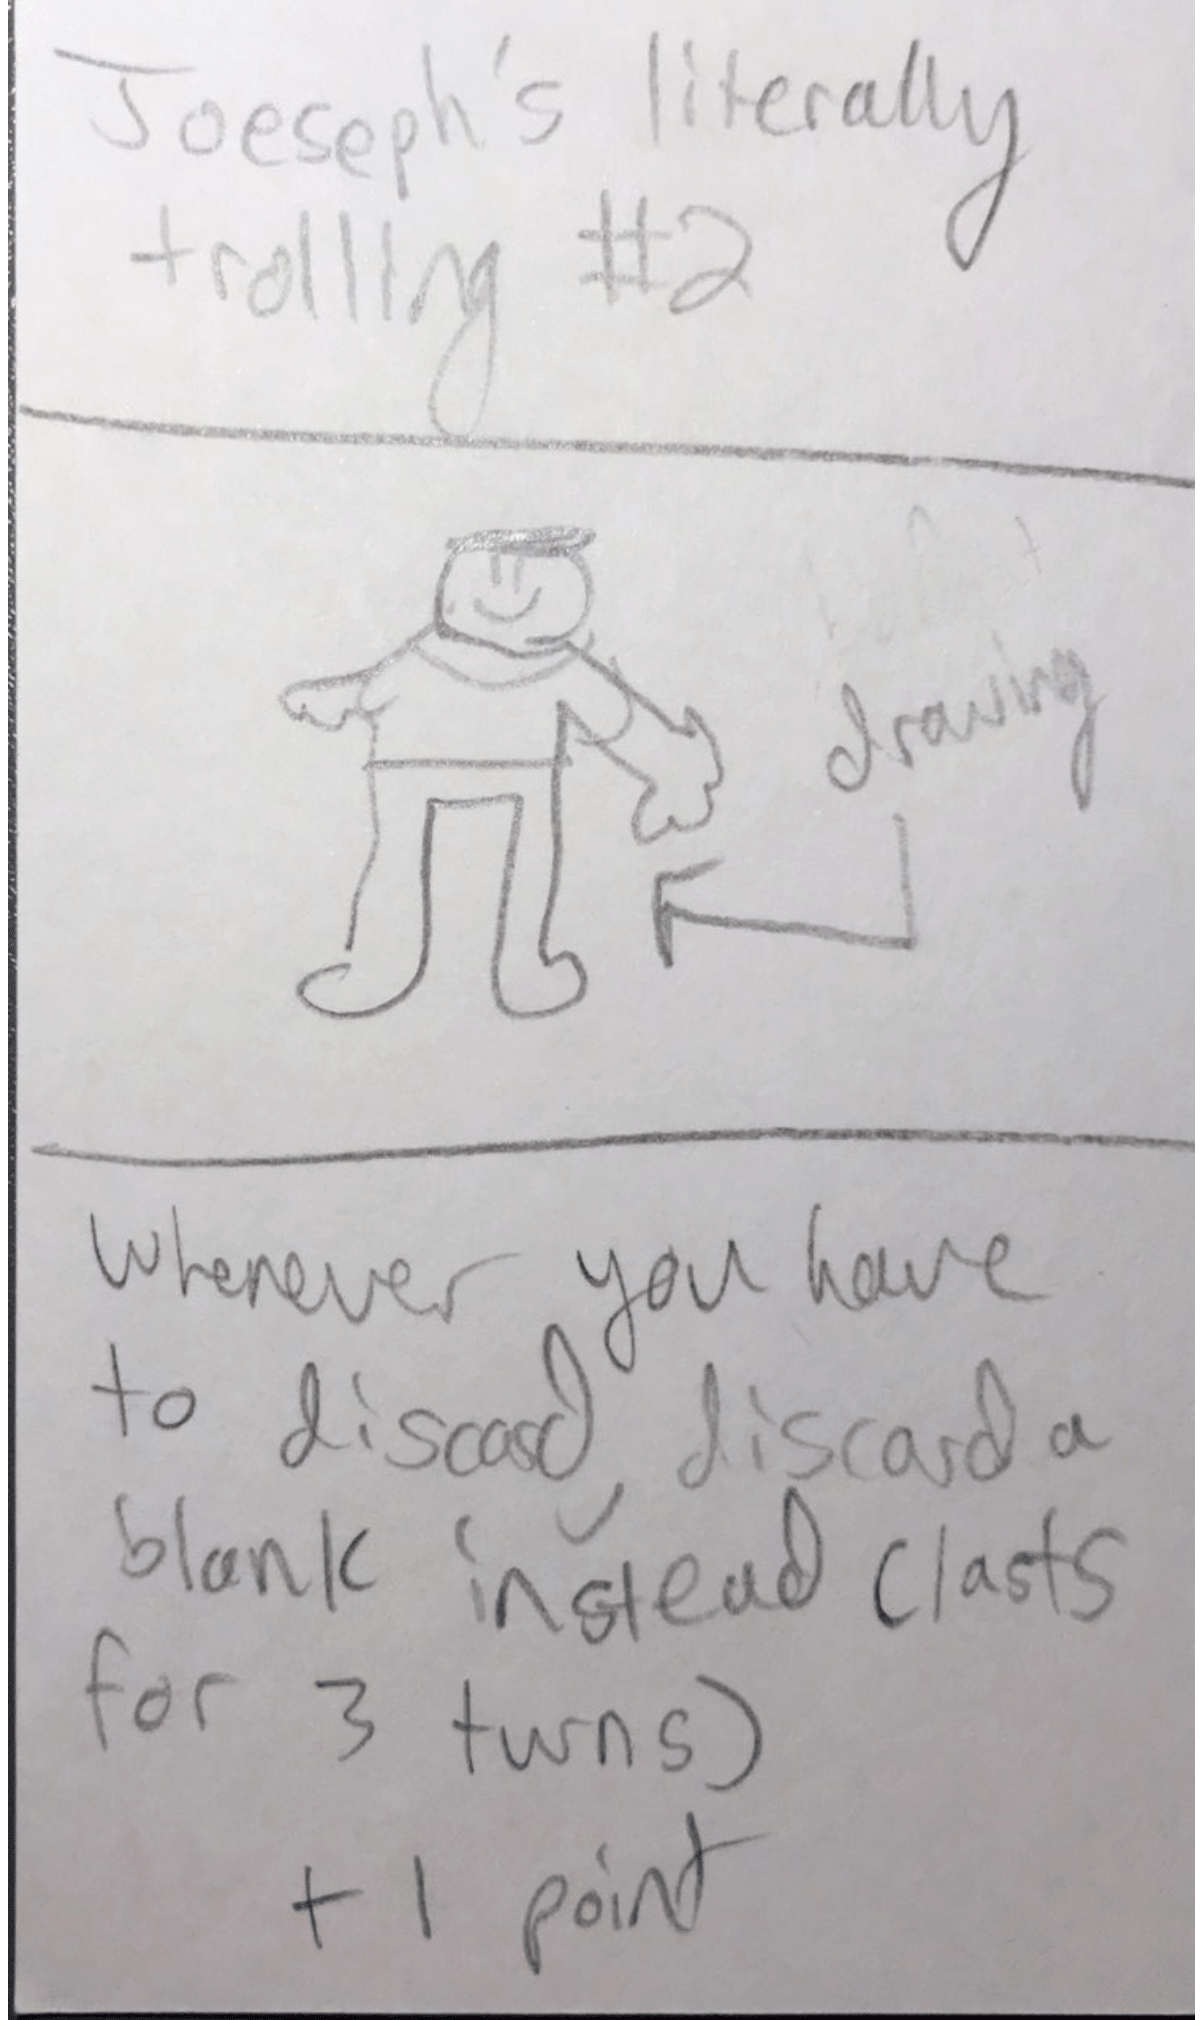 Joeseph's literally
trolling #2
drawing
Whenever you have
to discard, discard a
blank instead (lasts
for 3 turns)
+1 point